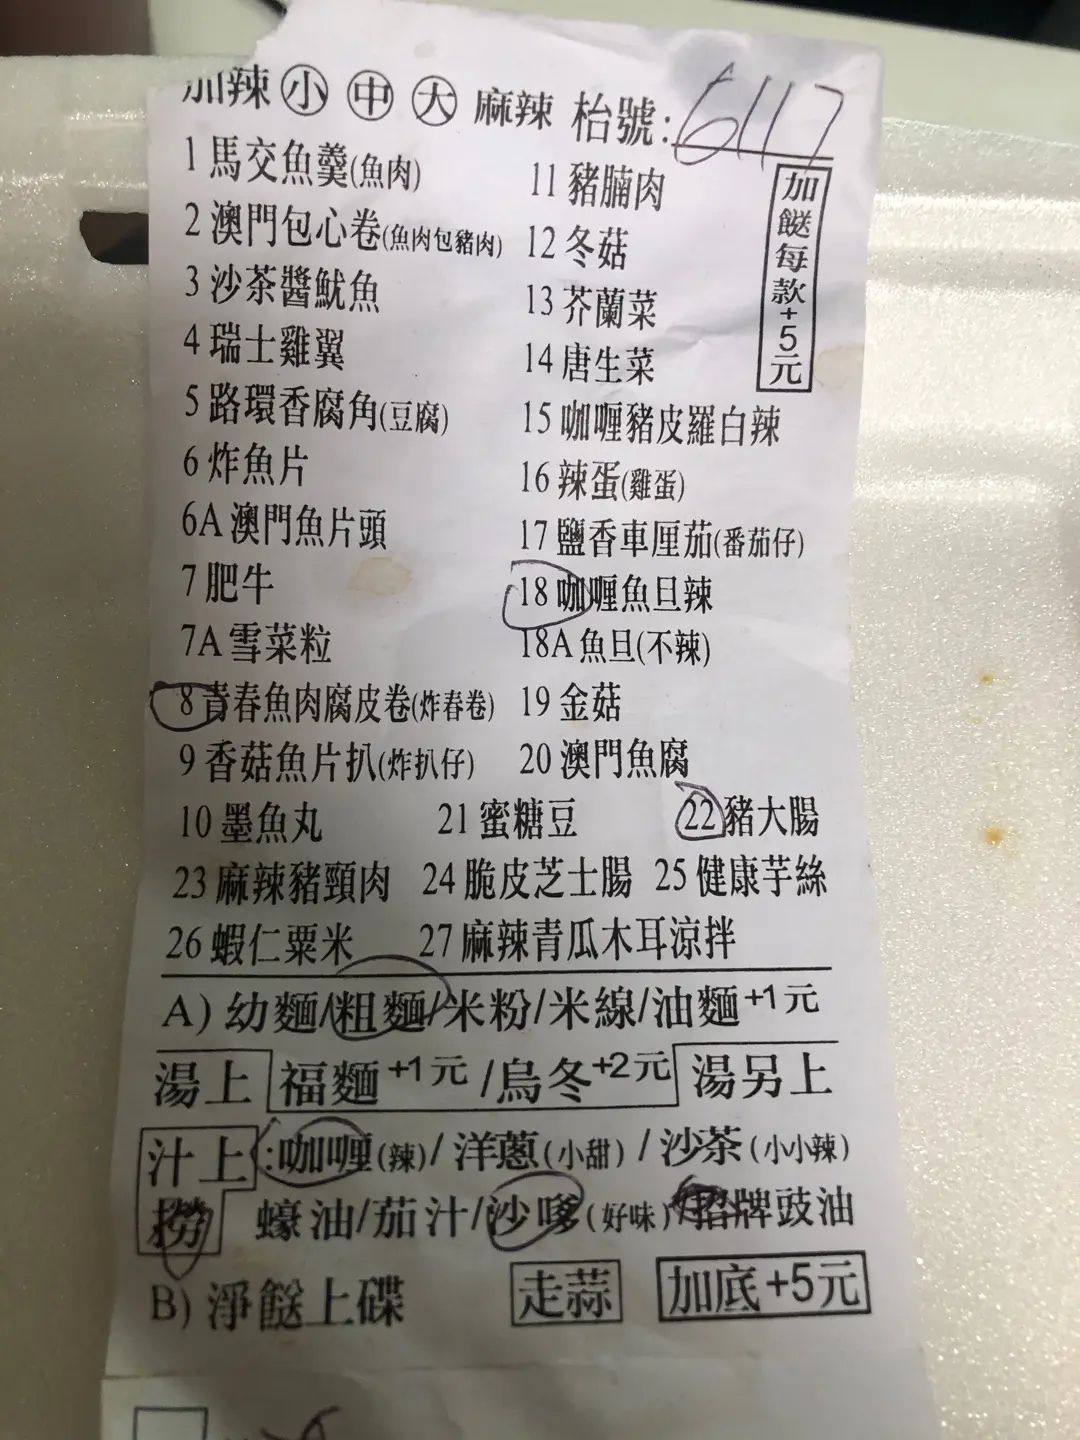 加辣 小 中 大 麻辣 枱號: 6117
1 馬交魚羹(魚肉) 11 豬腩肉
2 澳門包心卷(魚肉包豬肉) 12 冬菇
3 沙茶醬魷魚 13 芥蘭菜
4 瑞士雞翼 14 唐生菜
5 路環香腐角(豆腐) 15 咖喱豬皮羅白辣
6 炸魚片 16 辣蛋(雞蛋)
6A 澳門魚片頭 17 鹽香車厘茄(番茄仔)
7 肥牛 18 咖喱魚旦辣
7A 雪菜粒 18A 魚旦(不辣)
8 青春魚肉腐皮卷(炸春卷) 19 金菇
9 香菇魚片扒(炸扒仔) 20 澳門魚腐
10 墨魚丸 21 蜜糖豆 22 豬大腸
23 麻辣豬頸肉 24 脆皮芝士腸 25 健康芋絲
26 蝦仁粟米 27 麻辣青瓜木耳涼拌
加餸每款+5元
A) 幼麵/粗麵/米粉/米線/油麵+1元
湯上 福麵+1元/烏冬+2元 湯另上
汁上:咖喱(辣)/洋蔥(小甜)/沙茶(小小辣)
撈 蠔油/茄汁/沙嗲(好味)/招牌豉油
B) 淨餸上碟 走蒜 加底+5元